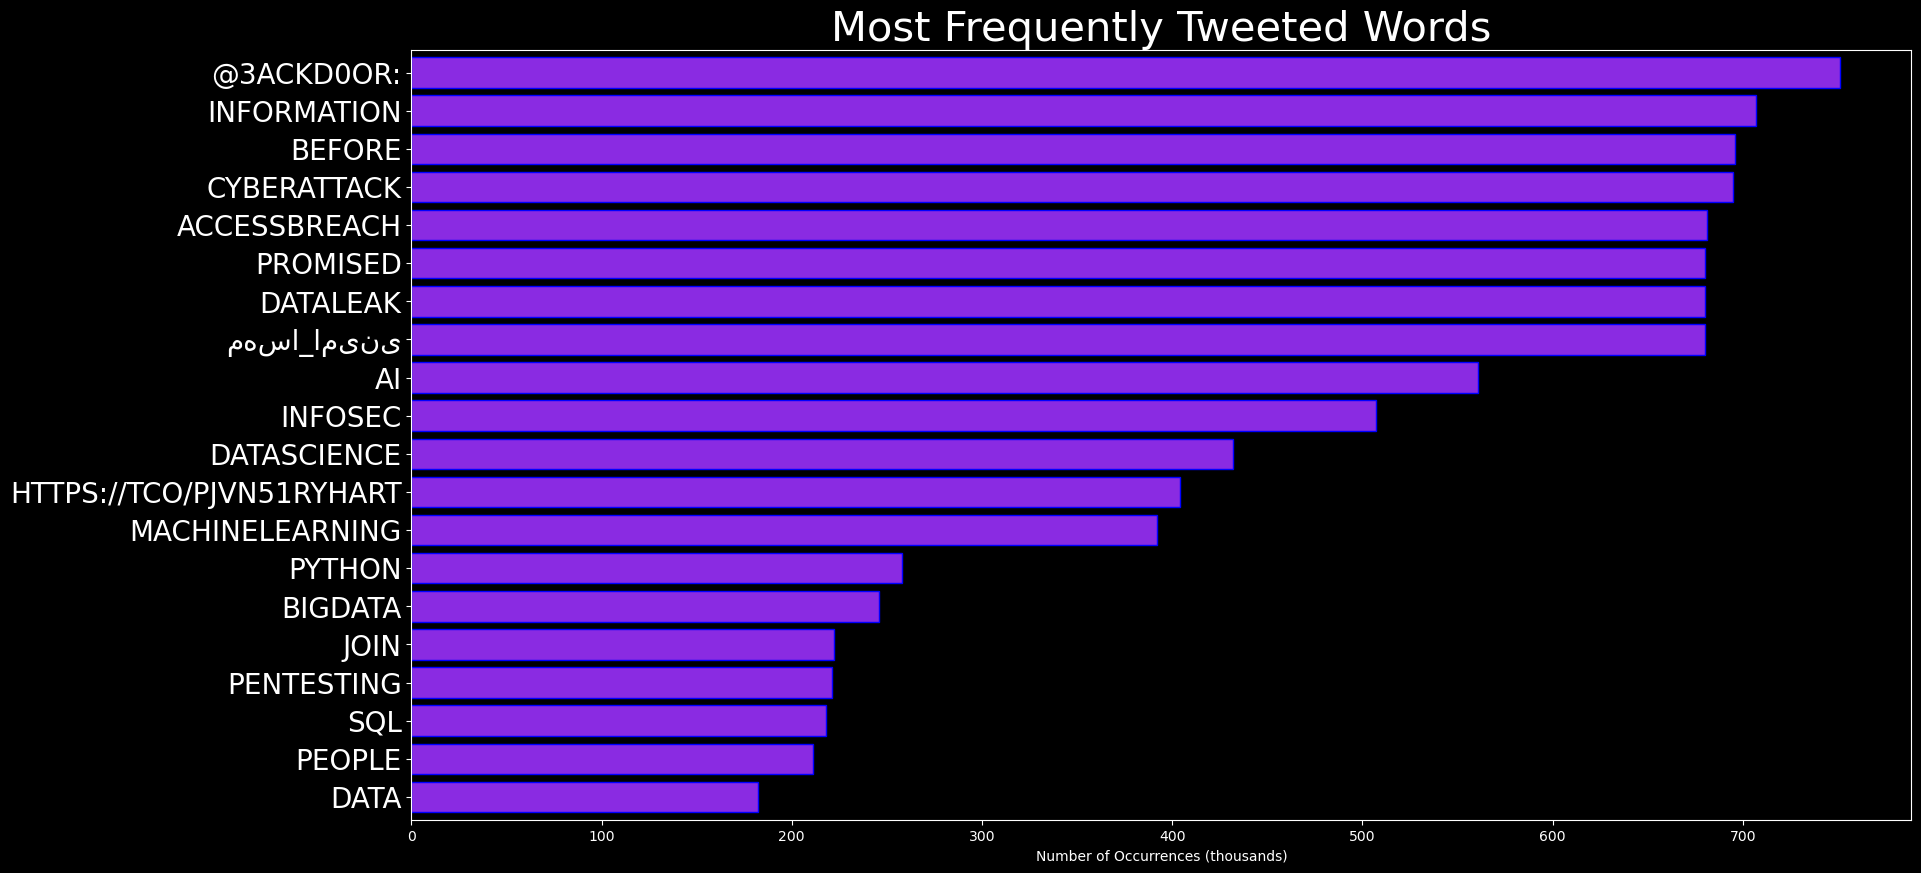 Most Frequently Tweeted Words
@3ACKD0OR:
INFORMATION
BEFORE
CYBERATTACK
ACCESSBREACH
PROMISED
DATALEAK
مهسا_امینی
AI
INFOSEC
DATASCIENCE
HTTPS://TCO/PJVN51RYHART
MACHINELEARNING
PYTHON
BIGDATA
JOIN
PENTESTING
SQL
PEOPLE
DATA
0 100 200 300 400 500 600 700
Number of Occurrences (thousands)